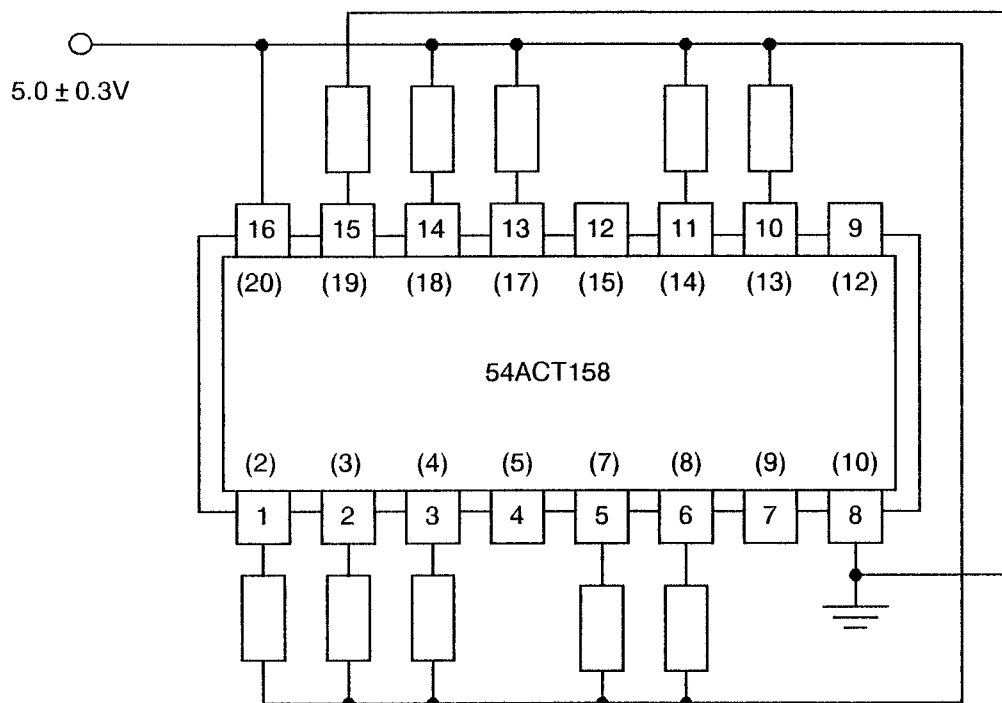 5.0 ± 0.3V
16 15 14 13 12 11 10 9
(20) (19) (18) (17) (15) (14) (13) (12)
54ACT158
(2) (3) (4) (5) (7) (8) (9) (10)
1 2 3 4 5 6 7 8